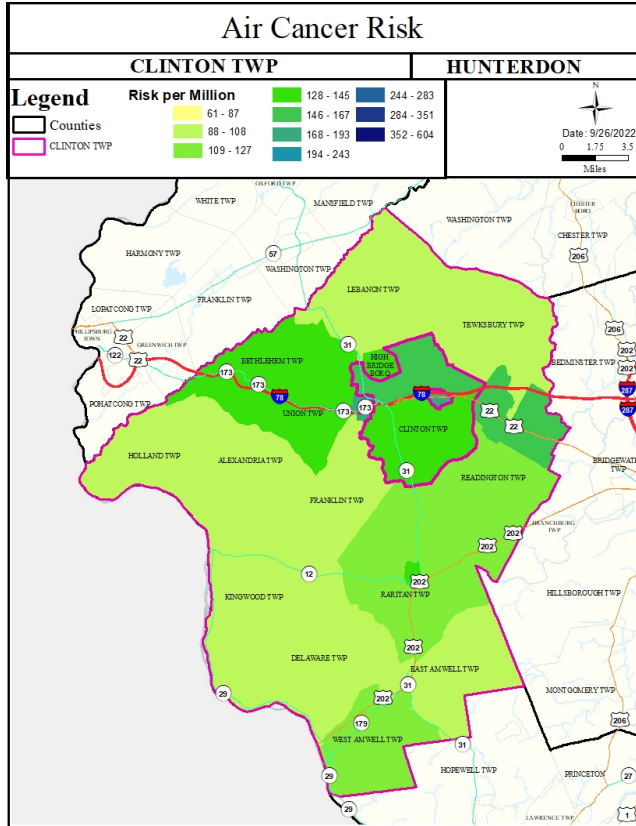 Air Cancer Risk
CLINTON TWP
HUNTERDON
Legend
Counties
CLINTON TWP
Risk per Million
61 - 87
88 - 108
109 - 127
128 - 145
146 - 167
168 - 193
194 - 243
244 - 283
284 - 351
352 - 604
N
Date: 9/26/2022
0 1.75 3.5
Miles
OXFORD TWP
WHITE TWP
MANSFIELD TWP
WASHINGTON TWP
CHESTER
BORO
CHESTER TWP
206
HARMONY TWP
57
WASHINGTON TWP
LEBANON TWP
FRANKLIN TWP
LOPATCONG TWP
TEWKSBURY TWP
PHILLIPSBURG
TOWN
22
GREENWICH TWP
122
22
31
206
202
202
BEDMINSTER TWP
BETHLEHEM TWP
HIGH
BRIDGE
BORO
173
173
78
78
287
287
POHATCONG TWP
UNION TWP
173
173
22
22
CLINTON TWP
HOLLAND TWP
ALEXANDRIA TWP
31
READINGTON TWP
BRIDGEWATER
TWP
FRANKLIN TWP
BRANCHBURG
TWP
202
202
12
202
KINGWOOD TWP
RARITAN TWP
HILLSBOROUGH TWP
202
DELAWARE TWP
EAST AMWELL TWP
29
31
202
MONTGOMERY TWP
179
206
WEST AMWELL TWP
31
HOPEWELL TWP
29
PRINCETON
27
29
LAWRENCE TWP
1